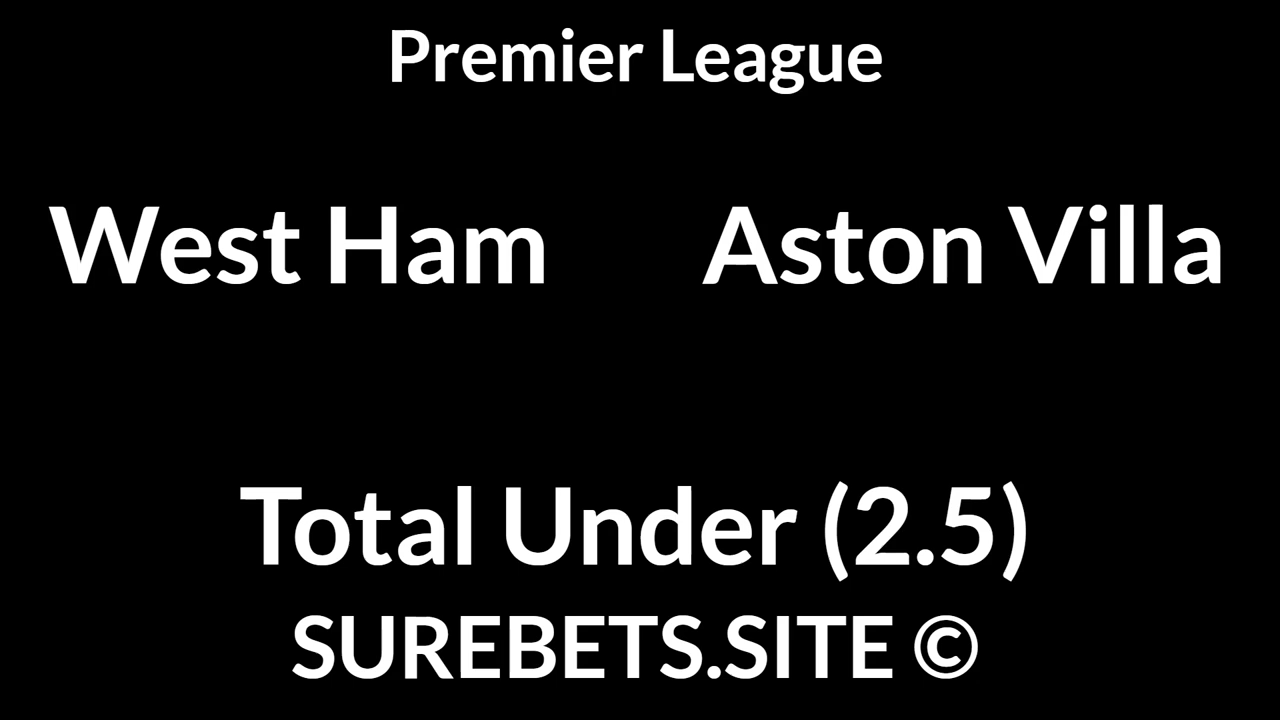 Premier League
West Ham Aston Villa
Total Under (2.5)
SUREBETS.SITE ©